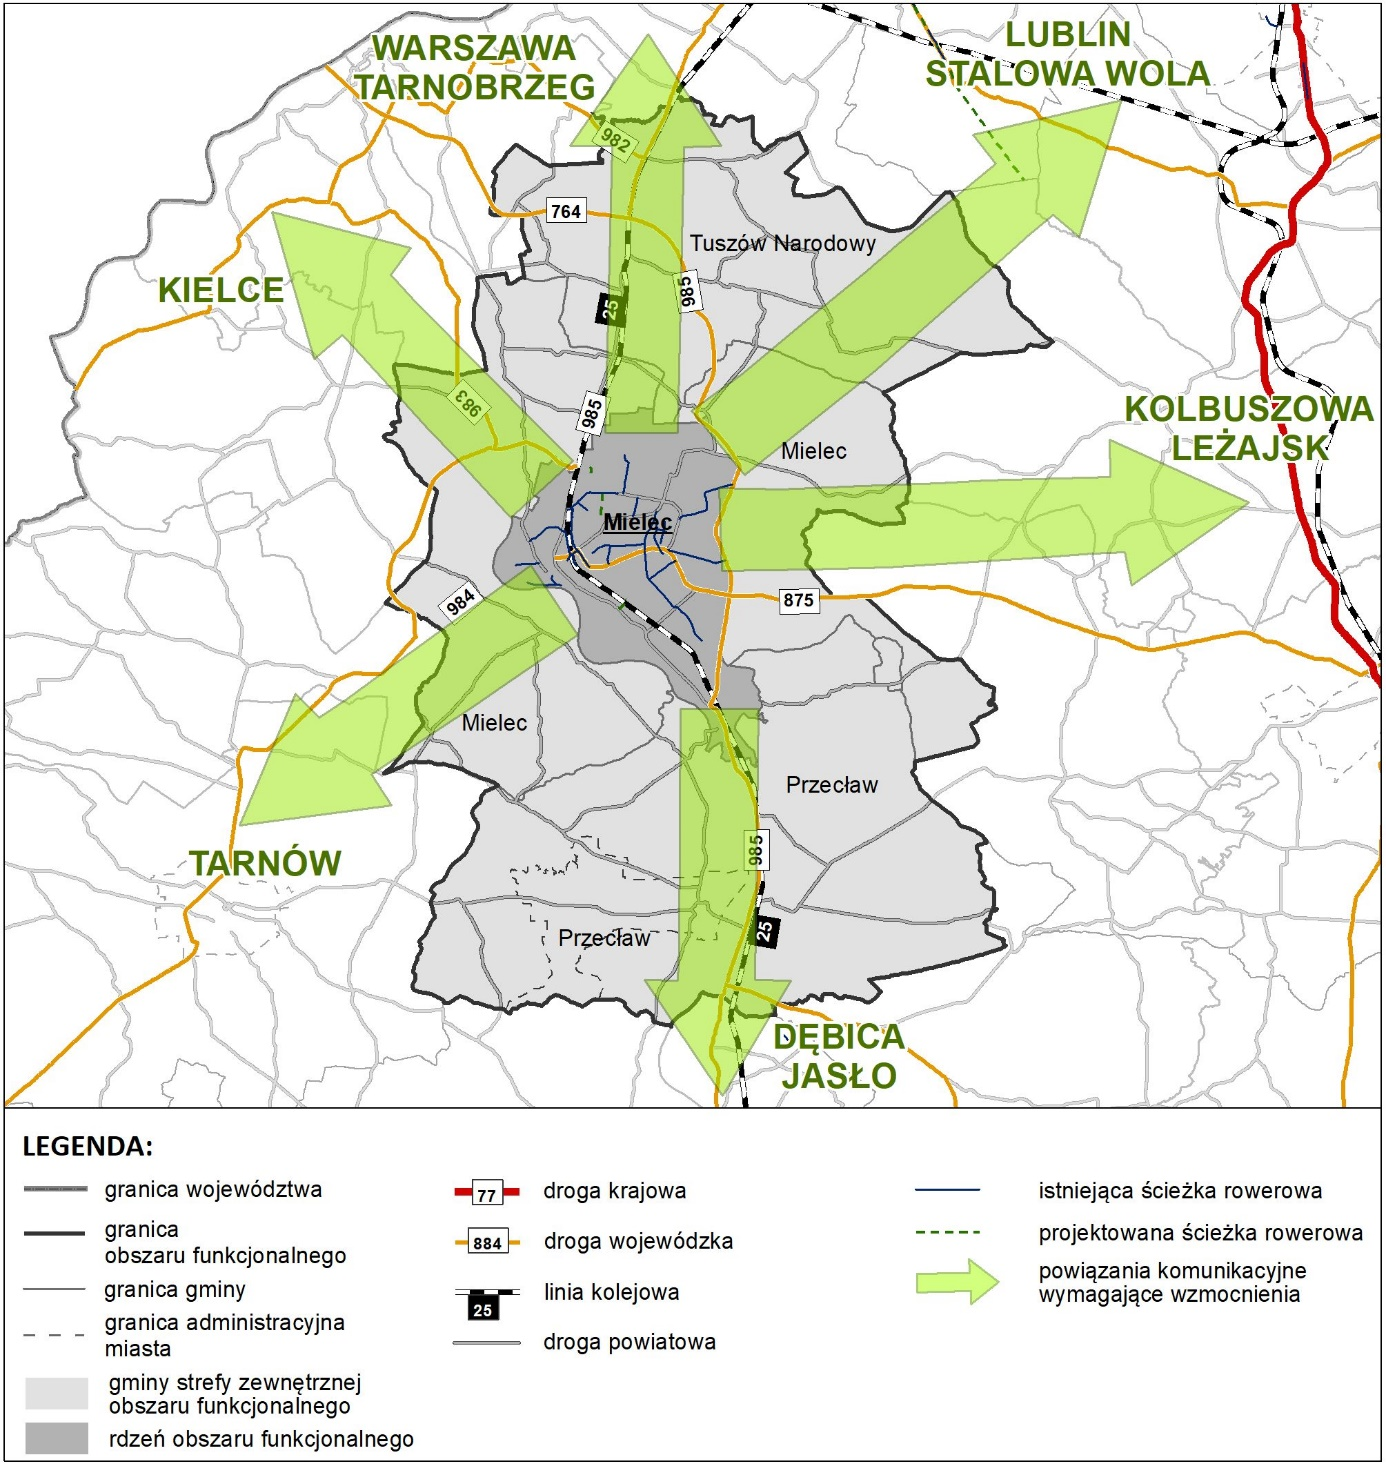 WARSZAWA
TARNOBRZEG
LUBLIN
STALOWA WOLA
982
764
Tuszów Narodowy
KIELCE
25
985
983
985
KOLBUSZOWA
LEŻAJSK
Mielec
Mielec
984
875
Mielec
Przecław
TARNÓW
985
25
Przecław
DĘBICA
JASŁO
LEGENDA:
granica województwa
granica
obszaru funkcjonalnego
granica gminy
granica administracyjna
miasta
gminy strefy zewnętrznej
obszaru funkcjonalnego
rdzeń obszaru funkcjonalnego
77
droga krajowa
884
droga wojewódzka
25
linia kolejowa
droga powiatowa
istniejąca ścieżka rowerowa
projektowana ścieżka rowerowa
powiązania komunikacyjne
wymagające wzmocnienia